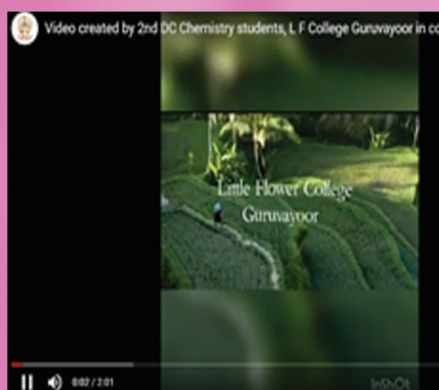 Video created by 2nd DC Chemistry students, L F College Guruvayoor in co
Little Flower College
Guruvayoor
0:02 / 2:01
InShOt